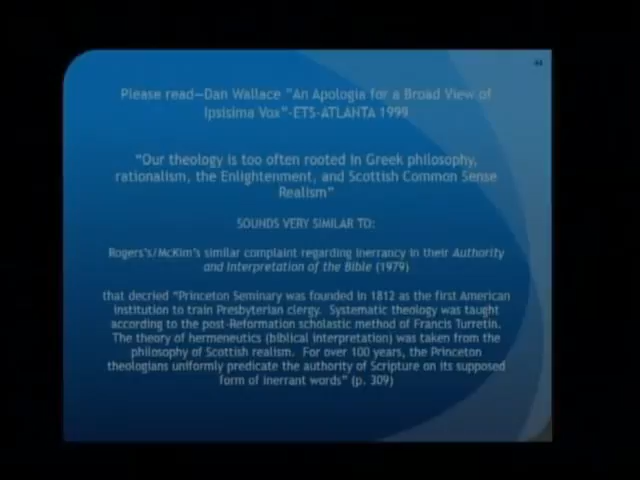 44
Please read—Dan Wallace "An Apologia for a Broad View of
Ipsisima Vox"-ETS-ATLANTA 1999
"Our theology is too often rooted in Greek philosophy,
rationalism, the Enlightenment, and Scottish Common Sense
Realism"
SOUNDS VERY SIMILAR TO:
Rogers's/McKim's similar complaint regarding inerrancy in their Authority
and Interpretation of the Bible (1979)
that decried "Princeton Seminary was founded in 1812 as the first American
institution to train Presbyterian clergy. Systematic theology was taught
according to the post-Reformation scholastic method of Francis Turretin.
The theory of hermeneutics (biblical interpretation) was taken from the
philosophy of Scottish realism. For over 100 years, the Princeton
theologians uniformly predicate the authority of Scripture on its supposed
form of inerrant words" (p. 309)